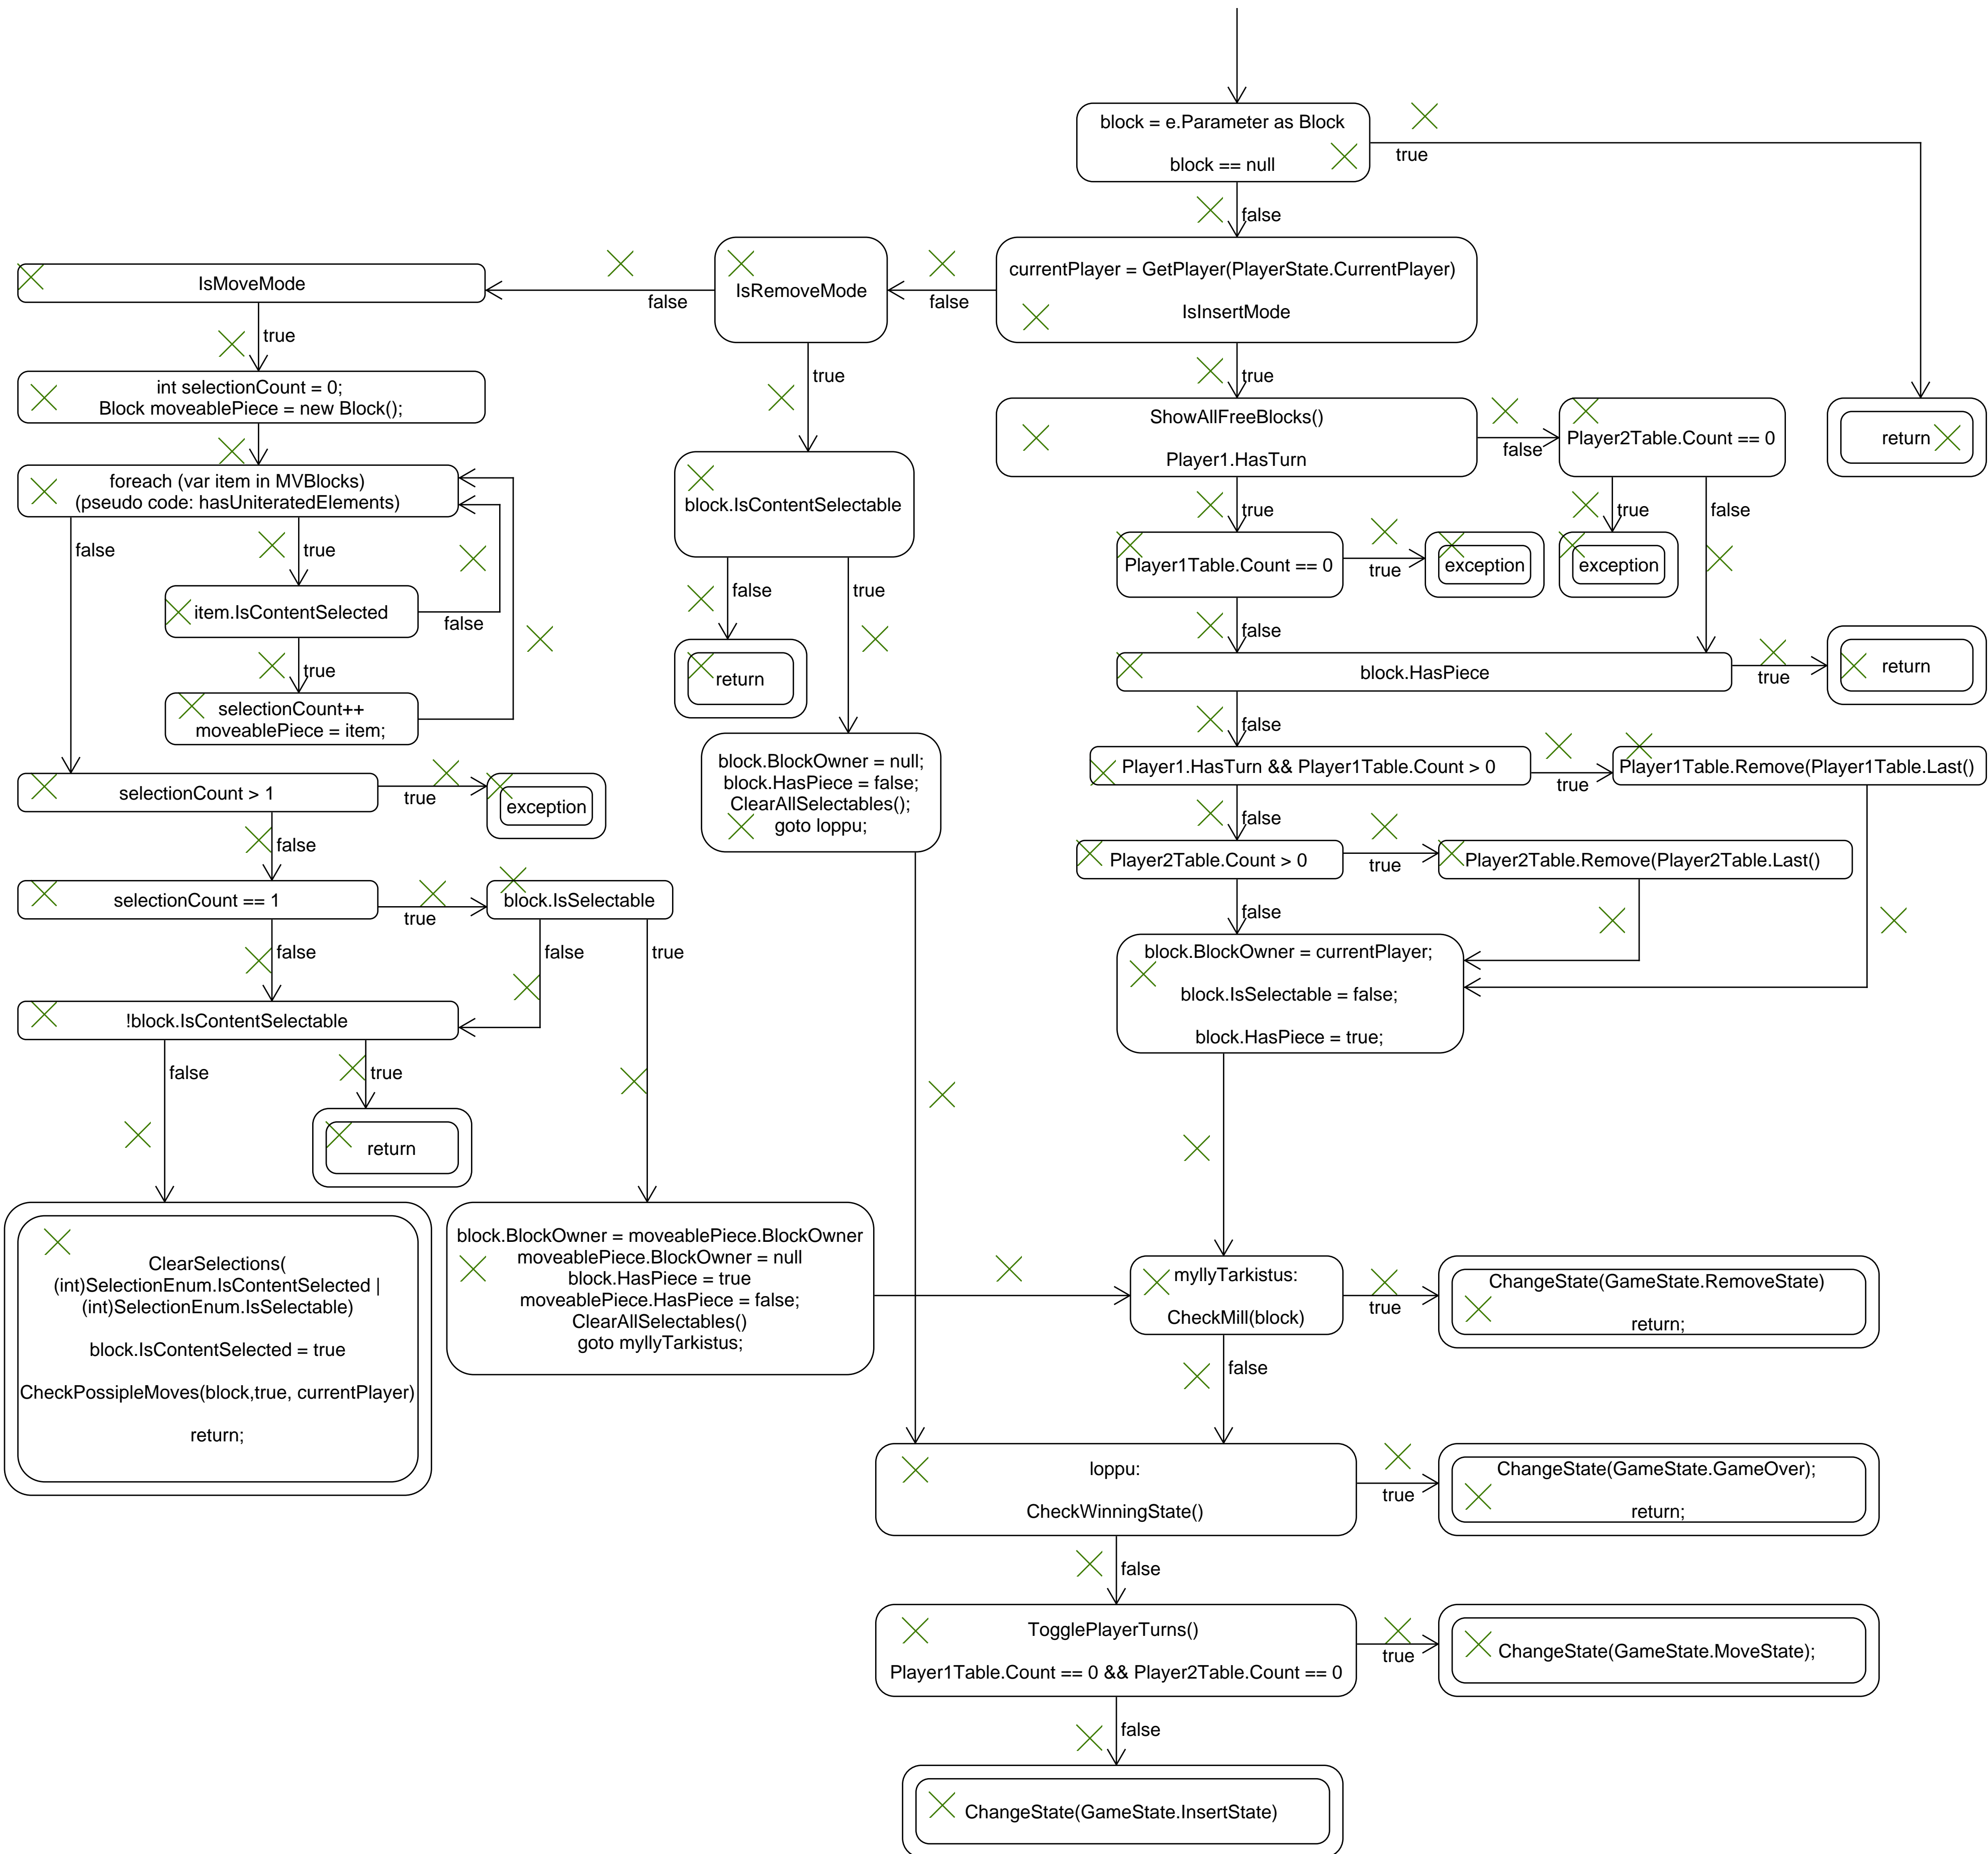 block = e.Parameter as Block
block == null
true
false
currentPlayer = GetPlayer(PlayerState.CurrentPlayer)
IsInsertMode
false
IsRemoveMode
false
IsMoveMode
true
int selectionCount = 0;
Block moveablePiece = new Block();
foreach (var item in MVBlocks)
(pseudo code: hasUniteratedElements)
false
true
item.IsContentSelected
false
true
selectionCount++
moveablePiece = item;
selectionCount > 1
true
exception
false
selectionCount == 1
true
block.IsSelectable
false
false
true
!block.IsContentSelectable
false
true
return
ClearSelections(
(int)SelectionEnum.IsContentSelected |
(int)SelectionEnum.IsSelectable)
block.IsContentSelected = true
CheckPossipleMoves(block,true, currentPlayer)
return;
block.BlockOwner = moveablePiece.BlockOwner
moveablePiece.BlockOwner = null
block.HasPiece = true
moveablePiece.HasPiece = false;
ClearAllSelectables()
goto myllyTarkistus;
true
block.IsContentSelectable
false
true
return
block.BlockOwner = null;
block.HasPiece = false;
ClearAllSelectables();
goto loppu;
true
ShowAllFreeBlocks()
Player1.HasTurn
false
Player2Table.Count == 0
return
true
true
false
Player1Table.Count == 0
true
exception
exception
false
block.HasPiece
true
return
false
Player1.HasTurn && Player1Table.Count > 0
true
Player1Table.Remove(Player1Table.Last()
false
Player2Table.Count > 0
true
Player2Table.Remove(Player2Table.Last()
false
block.BlockOwner = currentPlayer;
block.IsSelectable = false;
block.HasPiece = true;
myllyTarkistus:
CheckMill(block)
true
ChangeState(GameState.RemoveState)
return;
false
loppu:
CheckWinningState()
true
ChangeState(GameState.GameOver);
return;
false
TogglePlayerTurns()
Player1Table.Count == 0 && Player2Table.Count == 0
true
ChangeState(GameState.MoveState);
false
ChangeState(GameState.InsertState)